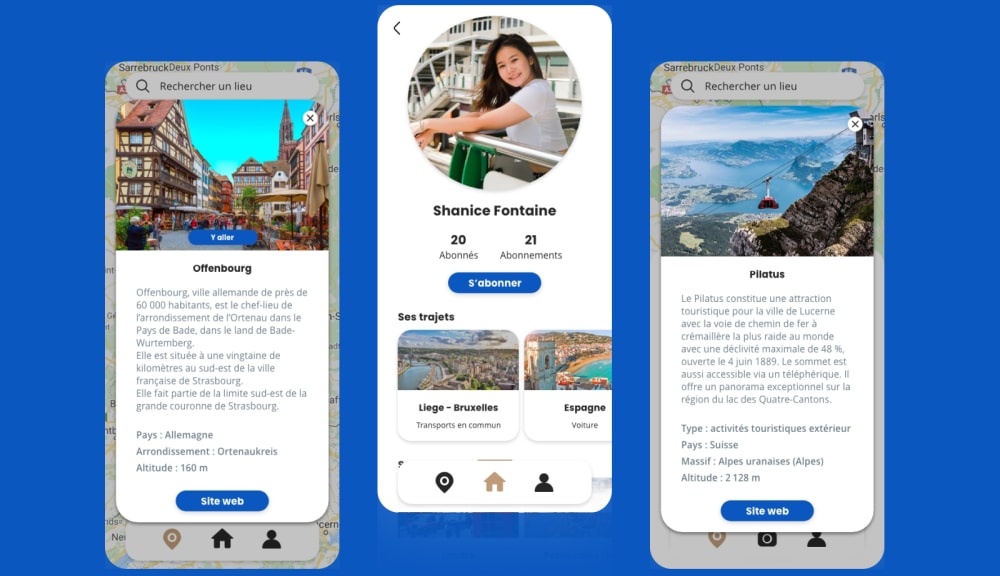 SarrebruckDeux Ponts
Rechercher un lieu
Y aller
Offenbourg
Offenbourg, ville allemande de près de
60 000 habitants, est le chef-lieu de
l’arrondissement de l’Ortenau dans le
Pays de Bade, dans le land de Bade-
Wurtemberg.
Elle est située à une vingtaine de
kilomètres au sud-est de la ville
française de Strasbourg.
Elle fait partie de la limite sud-est de la
grande couronne de Strasbourg.
Pays : Allemagne
Arrondissement : Ortenaukreis
Altitude : 160 m
Site web
Shanice Fontaine
20 21
Abonnés Abonnements
S’abonner
Ses trajets
Liege - Bruxelles
Transports en commun
Espagne
Voiture
SarrebruckDeux Ponts
Rechercher un lieu
Pilatus
Le Pilatus constitue une attraction
touristique pour la ville de Lucerne
avec la voie de chemin de fer à
crémaillère la plus raide au monde
avec une déclivité maximale de 48 %,
ouverte le 4 juin 1889. Le sommet est
aussi accessible via un téléphérique. Il
offre un panorama exceptionnel sur la
région du lac des Quatre-Cantons.
Type : activités touristiques extérieur
Pays : Suisse
Massif : Alpes uranaises (Alpes)
Altitude : 2 128 m
Site web